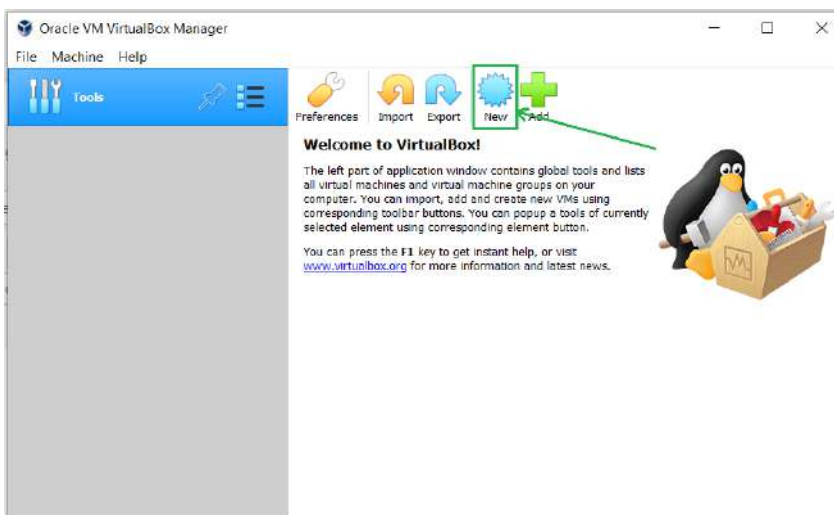 Oracle VM VirtualBox Manager
File Machine Help
Tools
Preferences Import Export New Add
Welcome to VirtualBox!
The left part of application window contains global tools and lists
all virtual machines and virtual machine groups on your
computer. You can import, add and create new VMs using
corresponding toolbar buttons. You can popup a tools of currently
selected element using corresponding element button.
You can press the F1 key to get instant help, or visit
www.virtualbox.org for more information and latest news.
VM